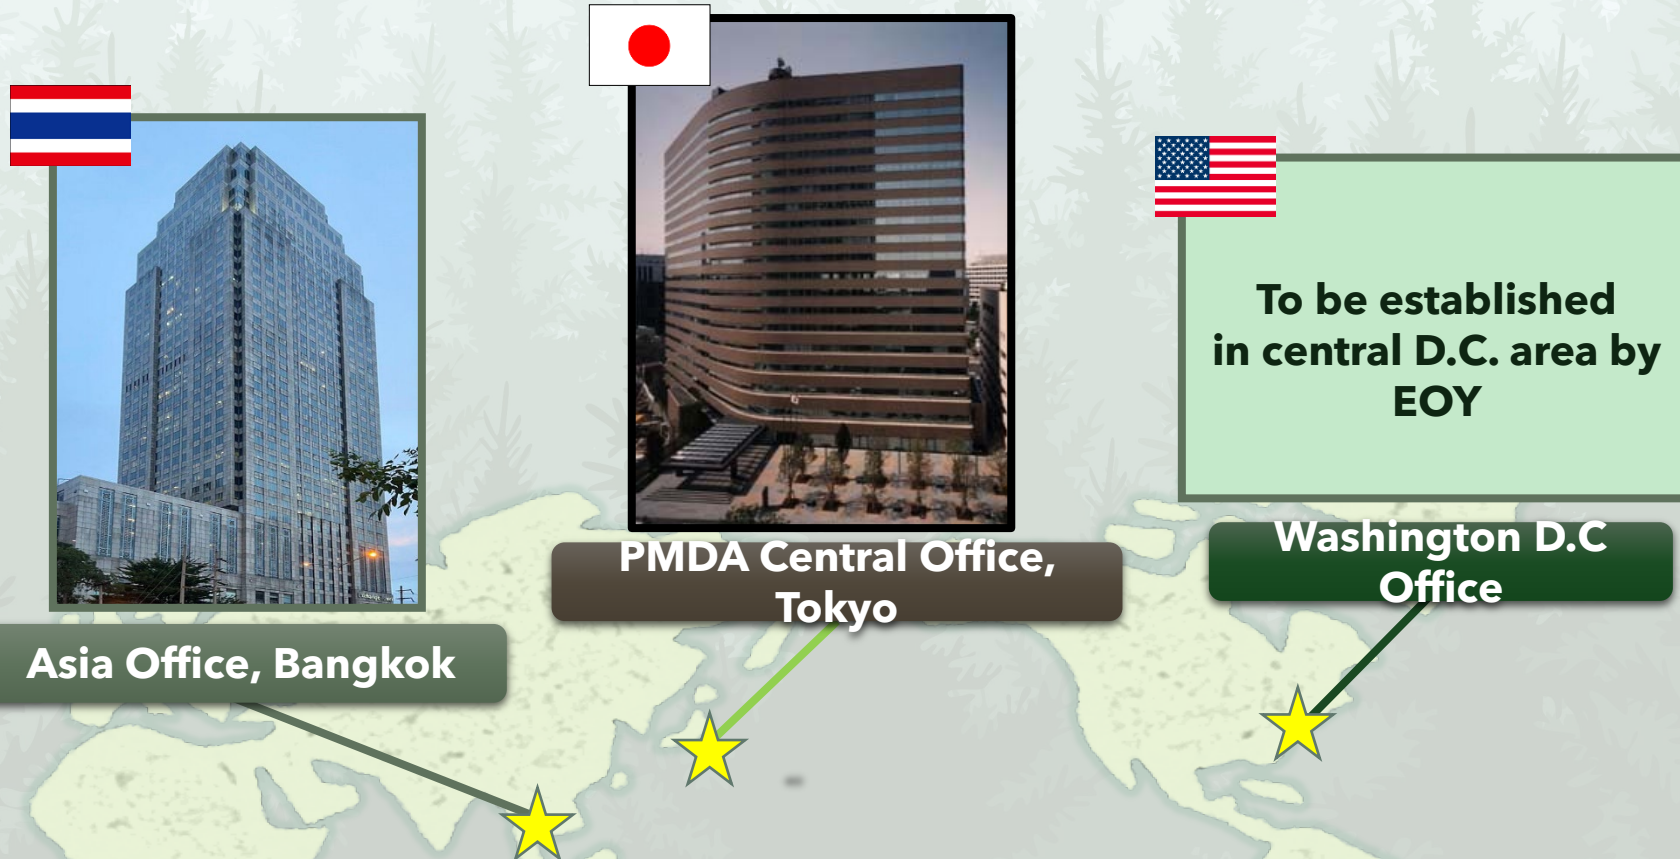 To be established
in central D.C. area by
EOY
Washington D.C
Office
PMDA Central Office,
Tokyo
Asia Office, Bangkok